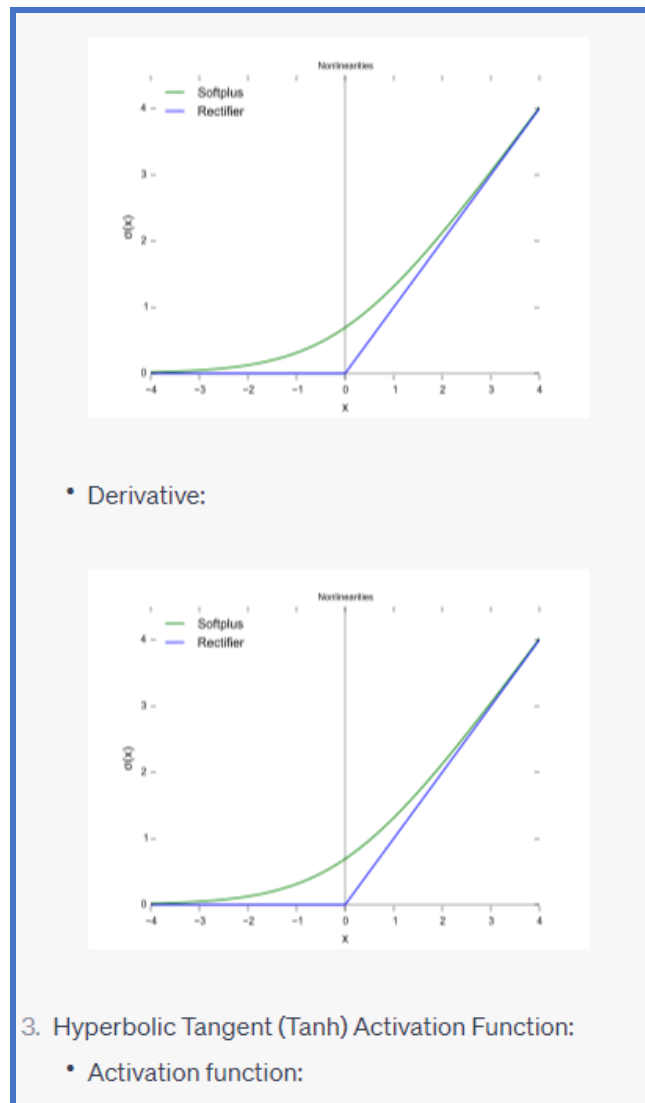 Nonlinearities
Softplus
Rectifier
4
3
σ(x)
2
1
0
-4 -3 -2 -1 0 1 2 3 4
x
• Derivative:
Nonlinearities
Softplus
Rectifier
4
3
σ(x)
2
1
0
-4 -3 -2 -1 0 1 2 3 4
x
3. Hyperbolic Tangent (Tanh) Activation Function:
• Activation function: